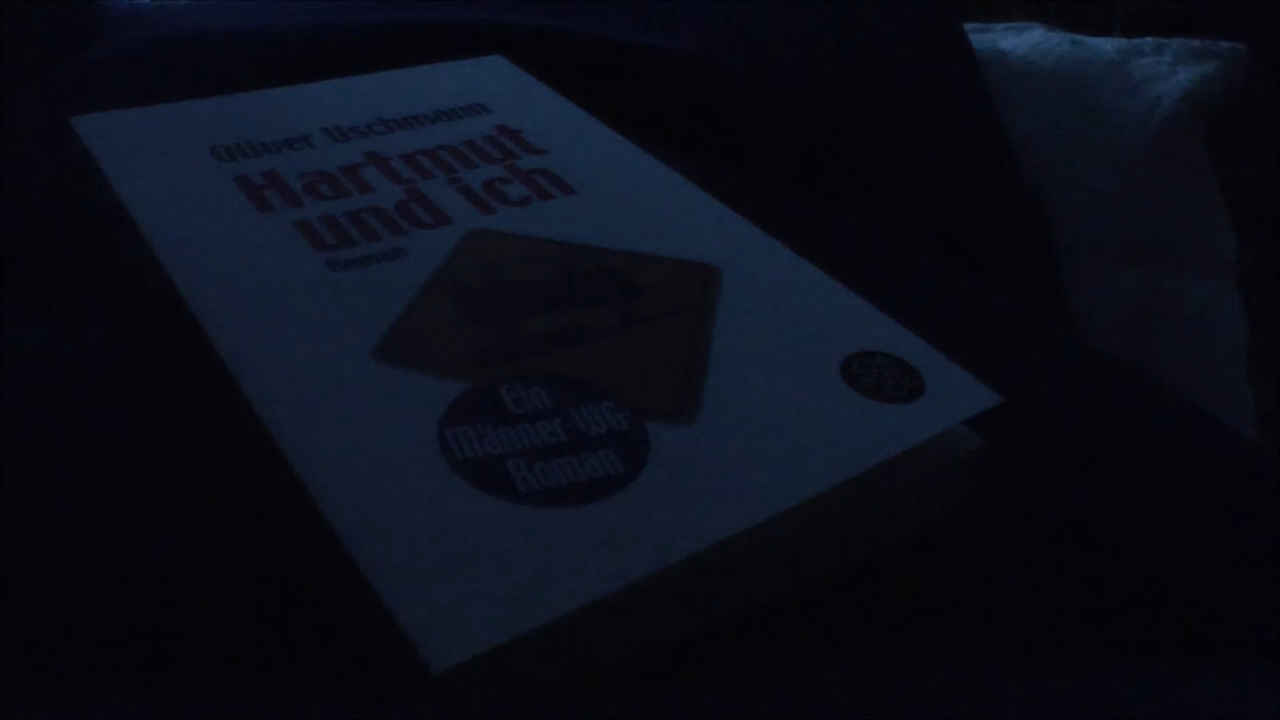 Oliver Uschmann
Hartmut
und ich
Roman
Ein
Männer-WG
Roman